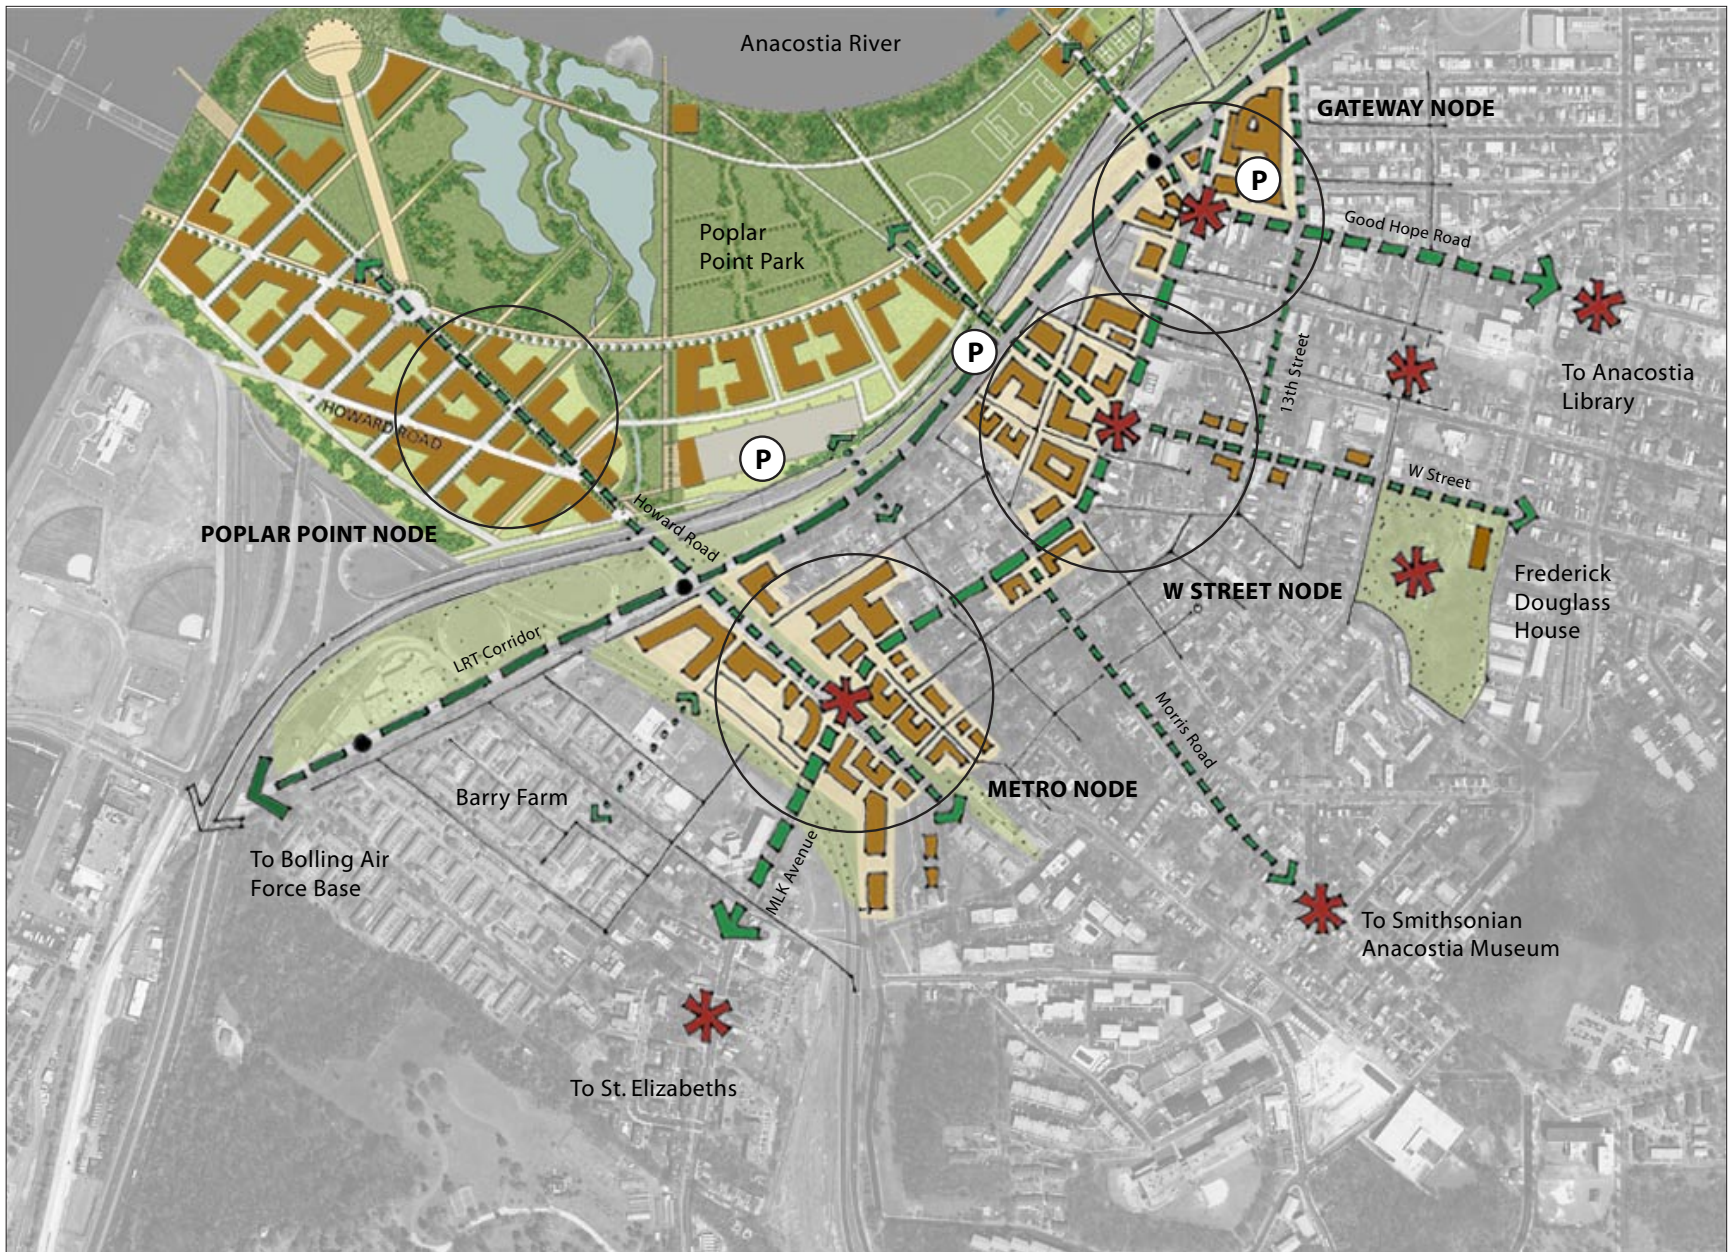 Anacostia River
GATEWAY NODE
P
Good Hope Road
Poplar
Point Park
P
13th Street
To Anacostia
Library
HOWARD ROAD
P
W Street
Howard Road
POPLAR POINT NODE
Frederick
Douglass
House
W STREET NODE
LRT Corridor
Morris Road
METRO NODE
Barry Farm
MLK Avenue
To Bolling Air
Force Base
To Smithsonian
Anacostia Museum
To St. Elizabeths